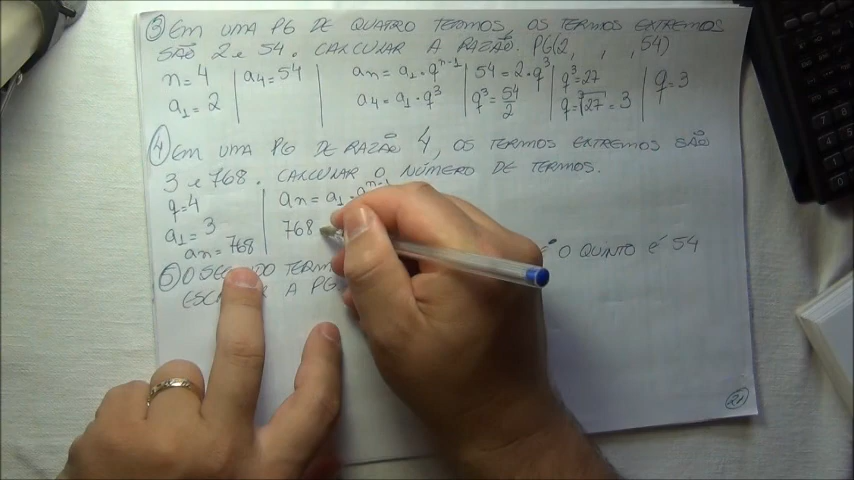 ③ EM UMA PG DE QUATRO TERMOS, OS TERMOS EXTREMOS
SÃO 2 e 54. CALCULAR A RAZÃO. PG(2, , , 54)
n = 4
a₁ = 2
a₄ = 54
an = a₁ · q^(n-1)
a₄ = a₁ · q³
54 = 2 · q³
q³ = 54/2
q³ = 27
q = ³√27 = 3
q = 3
④ EM UMA PG DE RAZÃO 4, OS TERMOS EXTREMOS SÃO
3 e 768. CALCULAR O NÚMERO DE TERMOS.
q = 4
a₁ = 3
an = 768
an = a₁ · q^(n-1)
768
⑤ O SEGUNDO É O QUINTO É 54
A PG
21